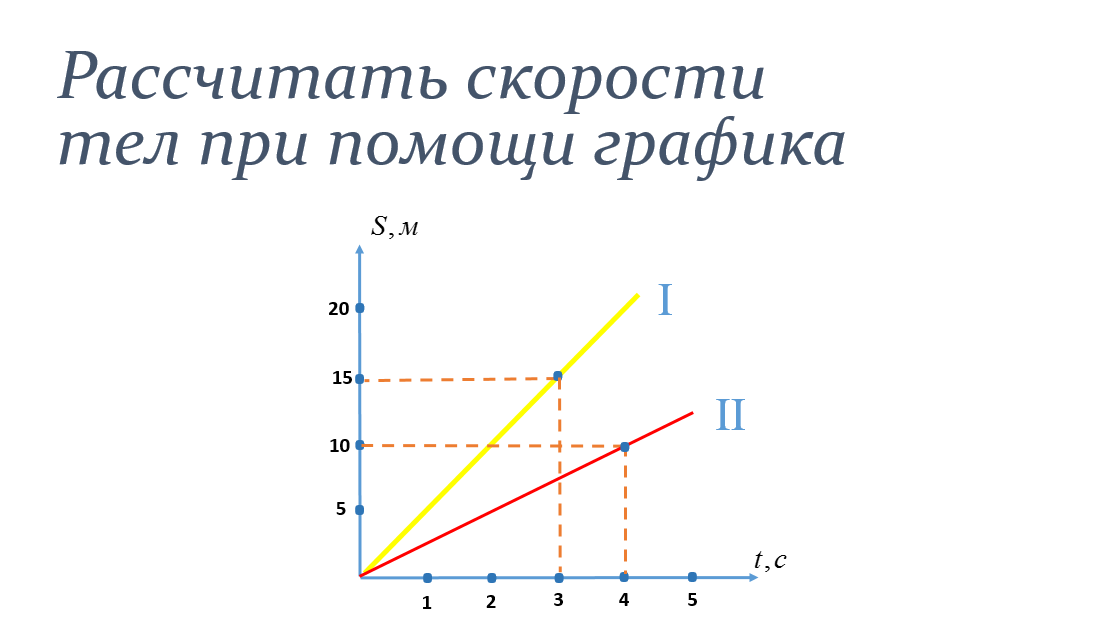 Рассчитать скорости
тел при помощи графика
S, м
20
I
15
II
10
5
t, с
1 2 3 4 5